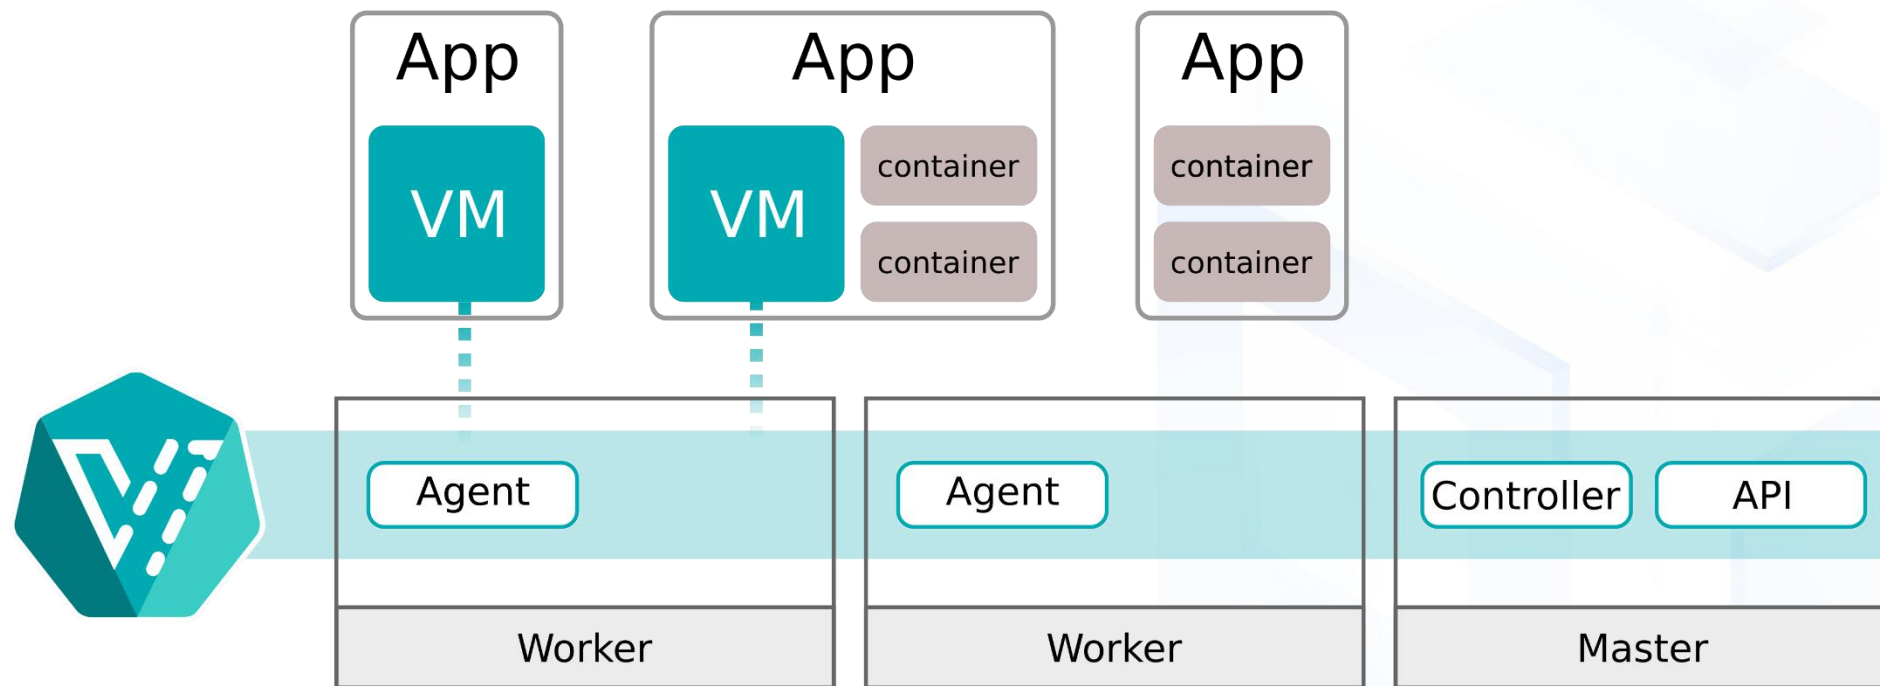 App
App
App
VM
VM
container
container
container
container
Agent
Agent
Controller
API
Worker
Worker
Master